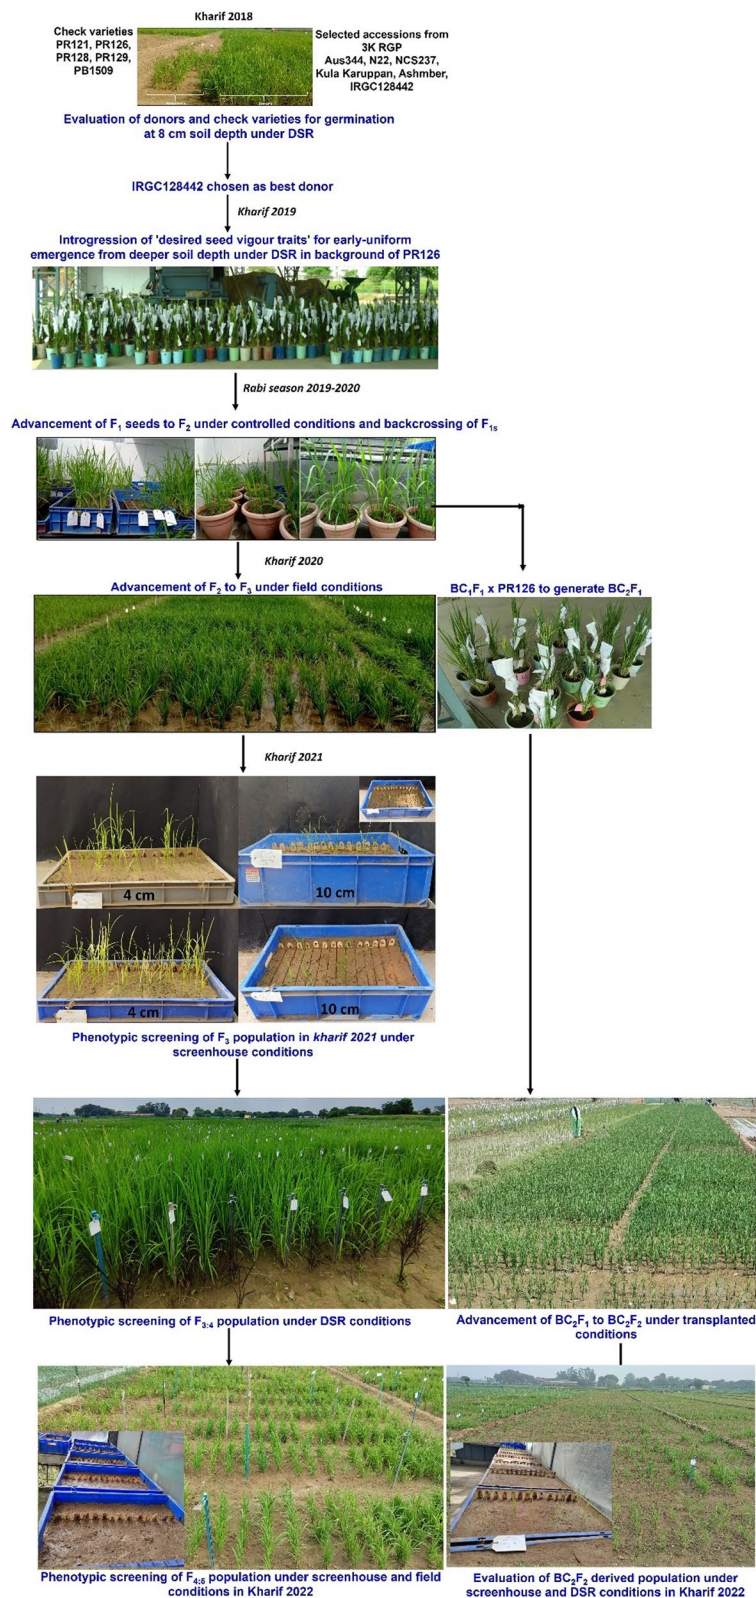 Kharif 2018
Check varieties
PR121, PR126,
PR128, PR129,
PB1509
Selected accessions from
3K RGP
Aus344, N22, NCS237,
Kula Karuppan, Ashmber,
IRGC128442
Evaluation of donors and check varieties for germination
at 8 cm soil depth under DSR
IRGC128442 chosen as best donor
Kharif 2019
Introgression of 'desired seed vigour traits' for early-uniform
emergence from deeper soil depth under DSR in background of PR126
Rabi season 2019-2020
Advancement of F1 seeds to F2 under controlled conditions and backcrossing of F1s
Kharif 2020
Advancement of F2 to F3 under field conditions
BC1F1 x PR126 to generate BC2F1
Kharif 2021
4 cm
10 cm
4 cm
10 cm
Phenotypic screening of F3 population in kharif 2021 under
screenhouse conditions
Phenotypic screening of F3:4 population under DSR conditions
Advancement of BC2F1 to BC2F2 under transplanted
conditions
Phenotypic screening of F4:5 population under screenhouse and field
conditions in Kharif 2022
Evaluation of BC2F2 derived population under
screenhouse and DSR conditions in Kharif 2022